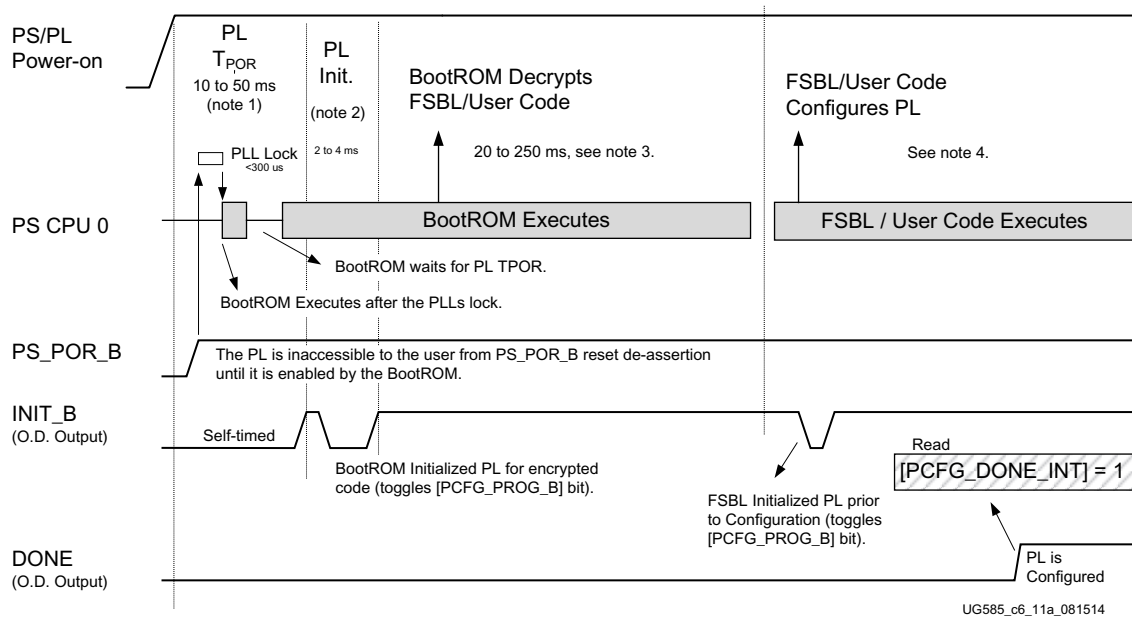 PS/PL
Power-on
PL
TPOR
10 to 50 ms
(note 1)
PL
Init.
(note 2)
2 to 4 ms
BootROM Decrypts
FSBL/User Code
20 to 250 ms, see note 3.
FSBL/User Code
Configures PL
See note 4.
PLL Lock
<300 us
PS CPU 0
BootROM Executes
FSBL / User Code Executes
BootROM waits for PL TPOR.
BootROM Executes after the PLLs lock.
PS_POR_B
The PL is inaccessible to the user from PS_POR_B reset de-assertion
until it is enabled by the BootROM.
INIT_B
(O.D. Output)
Self-timed
BootROM Initialized PL for encrypted
code (toggles [PCFG_PROG_B] bit).
FSBL Initialized PL prior
to Configuration (toggles
[PCFG_PROG_B] bit).
Read
[PCFG_DONE_INT] = 1
DONE
(O.D. Output)
PL is
Configured
UG585_c6_11a_081514